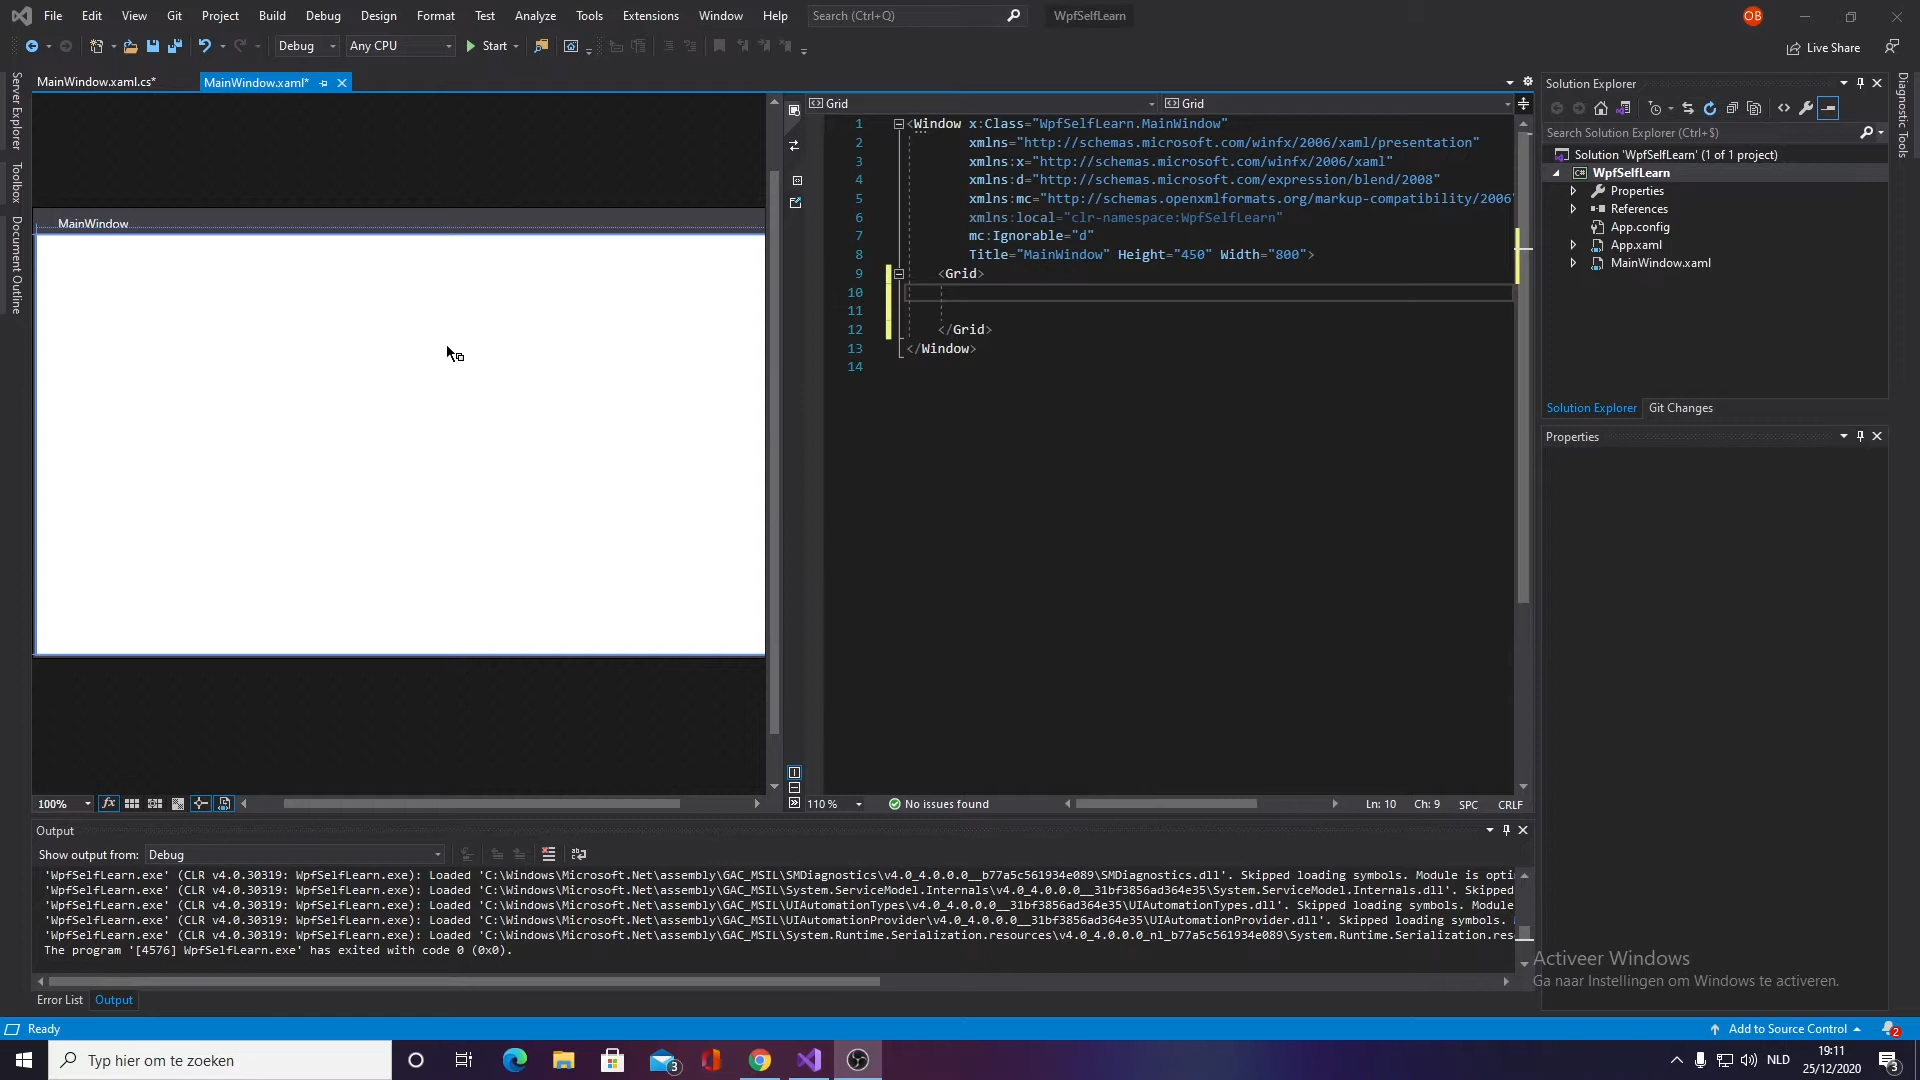 File Edit View Git Project Build Debug Design Format Test Analyze Tools Extensions Window Help Search (Ctrl+Q) WpfSelfLearn OB
Debug Any CPU Start Live Share
MainWindow.xaml.cs* MainWindow.xaml*
Server Explorer
Toolbox
Document Outline
MainWindow
100%
Grid Grid
1 <Window x:Class="WpfSelfLearn.MainWindow"
2 xmlns="http://schemas.microsoft.com/winfx/2006/xaml/presentation"
3 xmlns:x="http://schemas.microsoft.com/winfx/2006/xaml"
4 xmlns:d="http://schemas.microsoft.com/expression/blend/2008"
5 xmlns:mc="http://schemas.openxmlformats.org/markup-compatibility/2006"
6 xmlns:local="clr-namespace:WpfSelfLearn"
7 mc:Ignorable="d"
8 Title="MainWindow" Height="450" Width="800">
9 <Grid>
10
11
12 </Grid>
13 </Window>
14
110 % No issues found Ln: 10 Ch: 9 SPC CRLF
Solution Explorer
Search Solution Explorer (Ctrl+$)
Solution 'WpfSelfLearn' (1 of 1 project)
WpfSelfLearn
Properties
References
App.config
App.xaml
MainWindow.xaml
Solution Explorer Git Changes
Properties
Diagnostic Tools
Output
Show output from: Debug
'WpfSelfLearn.exe' (CLR v4.0.30319: WpfSelfLearn.exe): Loaded 'C:\Windows\Microsoft.Net\assembly\GAC_MSIL\SMDiagnostics\v4.0_4.0.0.0__b77a5c561934e089\SMDiagnostics.dll'. Skipped loading symbols. Module is opti
'WpfSelfLearn.exe' (CLR v4.0.30319: WpfSelfLearn.exe): Loaded 'C:\Windows\Microsoft.Net\assembly\GAC_MSIL\System.ServiceModel.Internals\v4.0_4.0.0.0__31bf3856ad364e35\System.ServiceModel.Internals.dll'. Skipped
'WpfSelfLearn.exe' (CLR v4.0.30319: WpfSelfLearn.exe): Loaded 'C:\Windows\Microsoft.Net\assembly\GAC_MSIL\UIAutomationTypes\v4.0_4.0.0.0__31bf3856ad364e35\UIAutomationTypes.dll'. Skipped loading symbols. Module
'WpfSelfLearn.exe' (CLR v4.0.30319: WpfSelfLearn.exe): Loaded 'C:\Windows\Microsoft.Net\assembly\GAC_MSIL\UIAutomationProvider\v4.0_4.0.0.0__31bf3856ad364e35\UIAutomationProvider.dll'. Skipped loading symbols.
'WpfSelfLearn.exe' (CLR v4.0.30319: WpfSelfLearn.exe): Loaded 'C:\Windows\Microsoft.Net\assembly\GAC_MSIL\System.Runtime.Serialization.resources\v4.0_4.0.0.0_nl_b77a5c561934e089\System.Runtime.Serialization.res
The program '[4576] WpfSelfLearn.exe' has exited with code 0 (0x0).
Error List Output
Activeer Windows
Ga naar Instellingen om Windows te activeren.
Ready Add to Source Control 2
Typ hier om te zoeken 3 NLD 19:11 3
25/12/2020